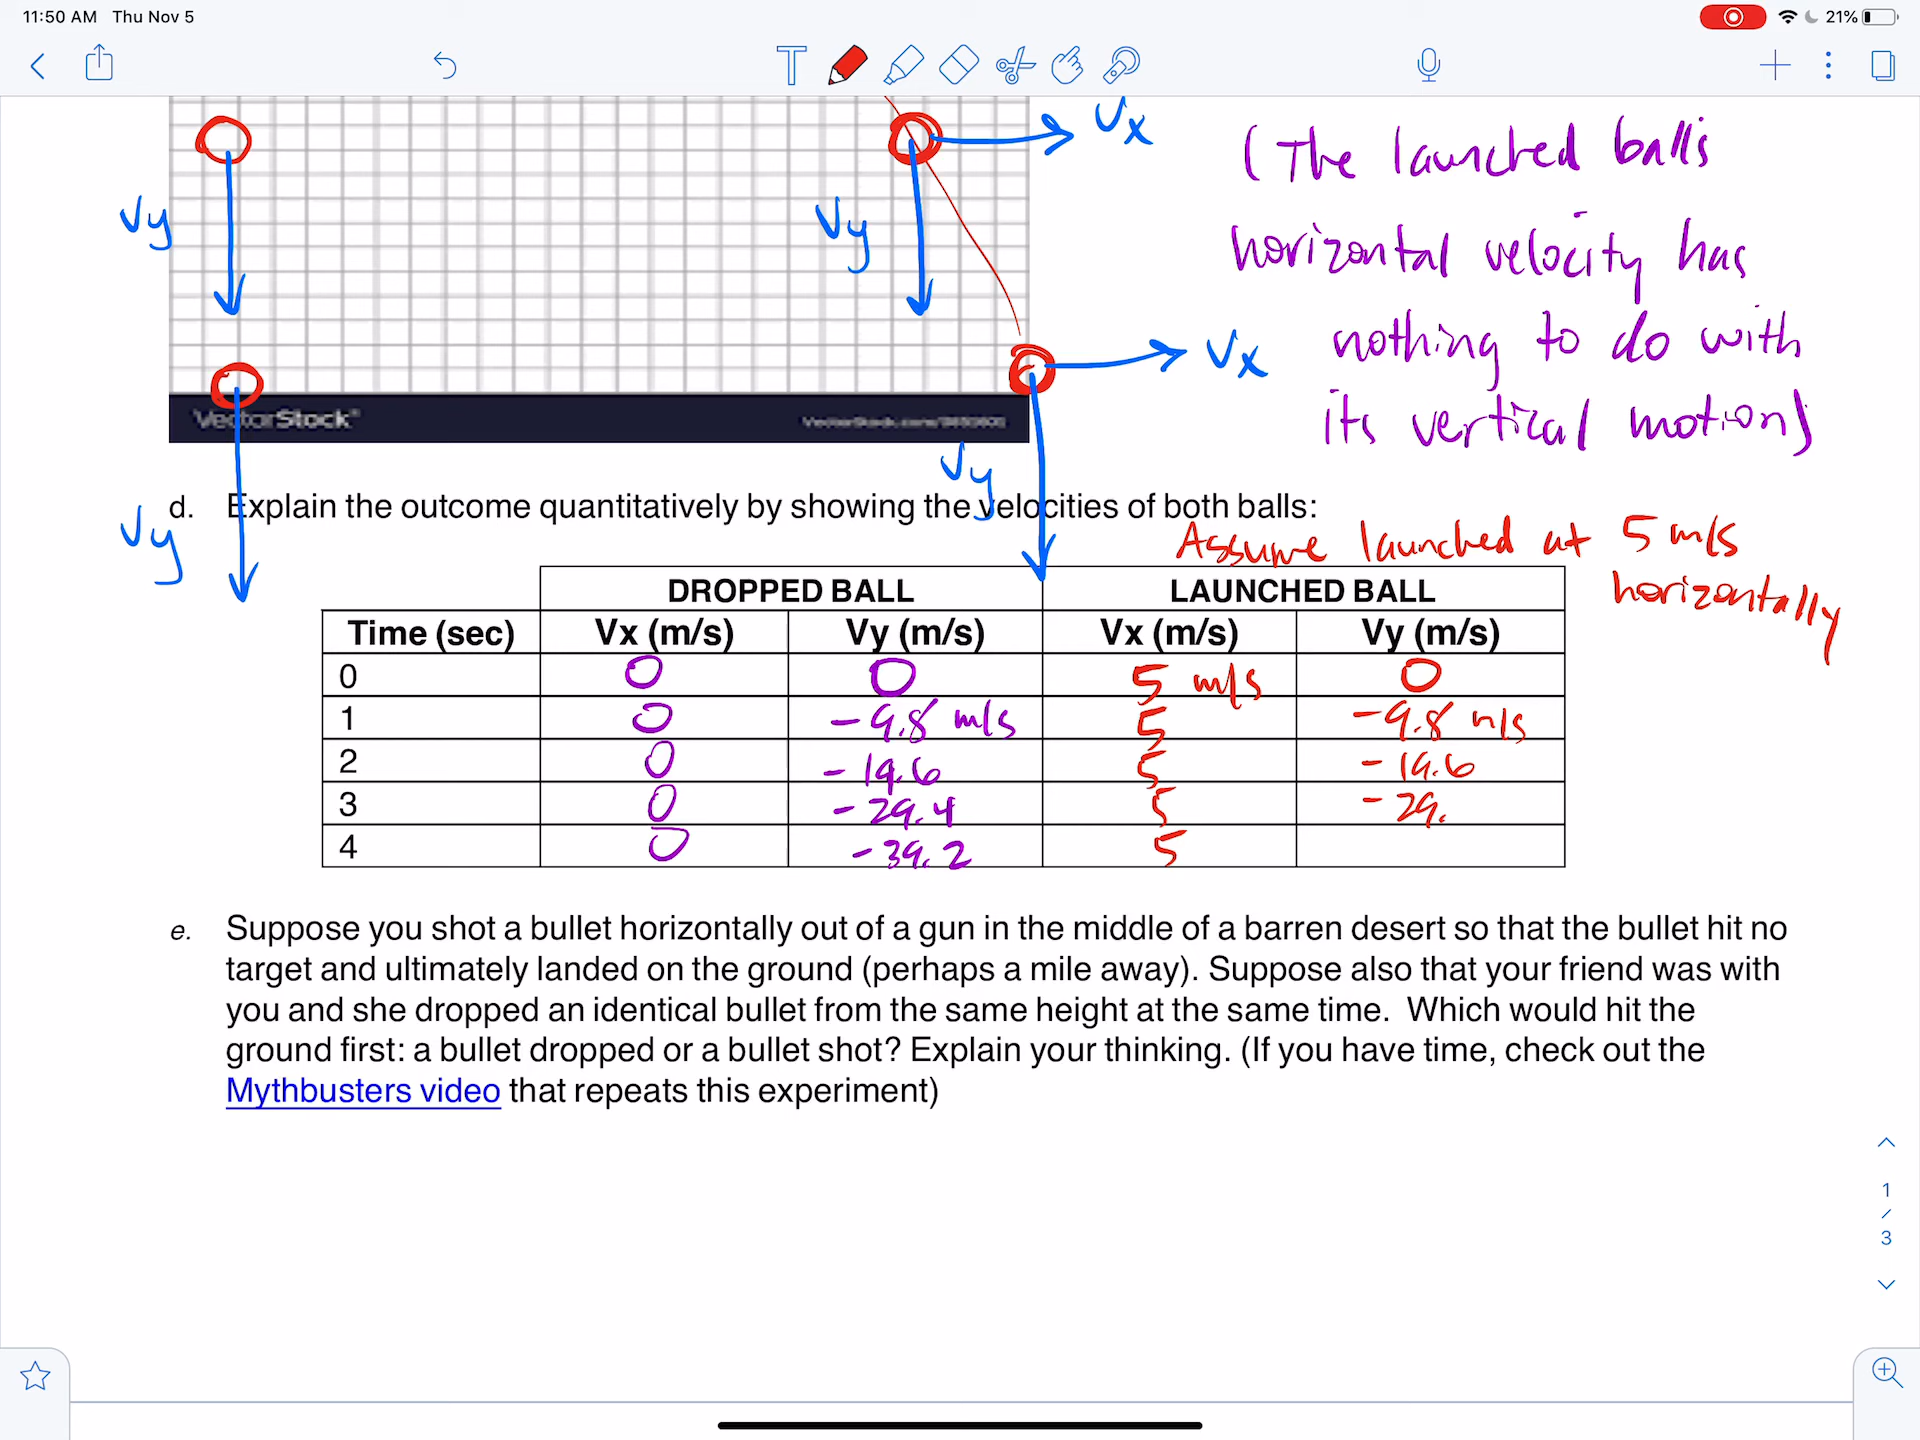 11:50 AM Thu Nov 5
21%
Vx
(The launched balls
Vy
Vy
horizontal velocity has
nothing to do with
Vx
its vertical motion)
VectorStock®
Vy
d. Explain the outcome quantitatively by showing the velocities of both balls:
Vy
Assume launched at 5 m/s
horizontally
DROPPED BALL LAUNCHED BALL
Time (sec) Vx (m/s) Vy (m/s) Vx (m/s) Vy (m/s)
0 0 0 5 m/s 0
1 0 -9.8 m/s 5 -9.8 m/s
2 0 -19.6 5 -19.6
3 0 -29.4 5 -29.
4 0 -39.2 5
e. Suppose you shot a bullet horizontally out of a gun in the middle of a barren desert so that the bullet hit no
target and ultimately landed on the ground (perhaps a mile away). Suppose also that your friend was with
you and she dropped an identical bullet from the same height at the same time. Which would hit the
ground first: a bullet dropped or a bullet shot? Explain your thinking. (If you have time, check out the
Mythbusters video that repeats this experiment)
1
/
3